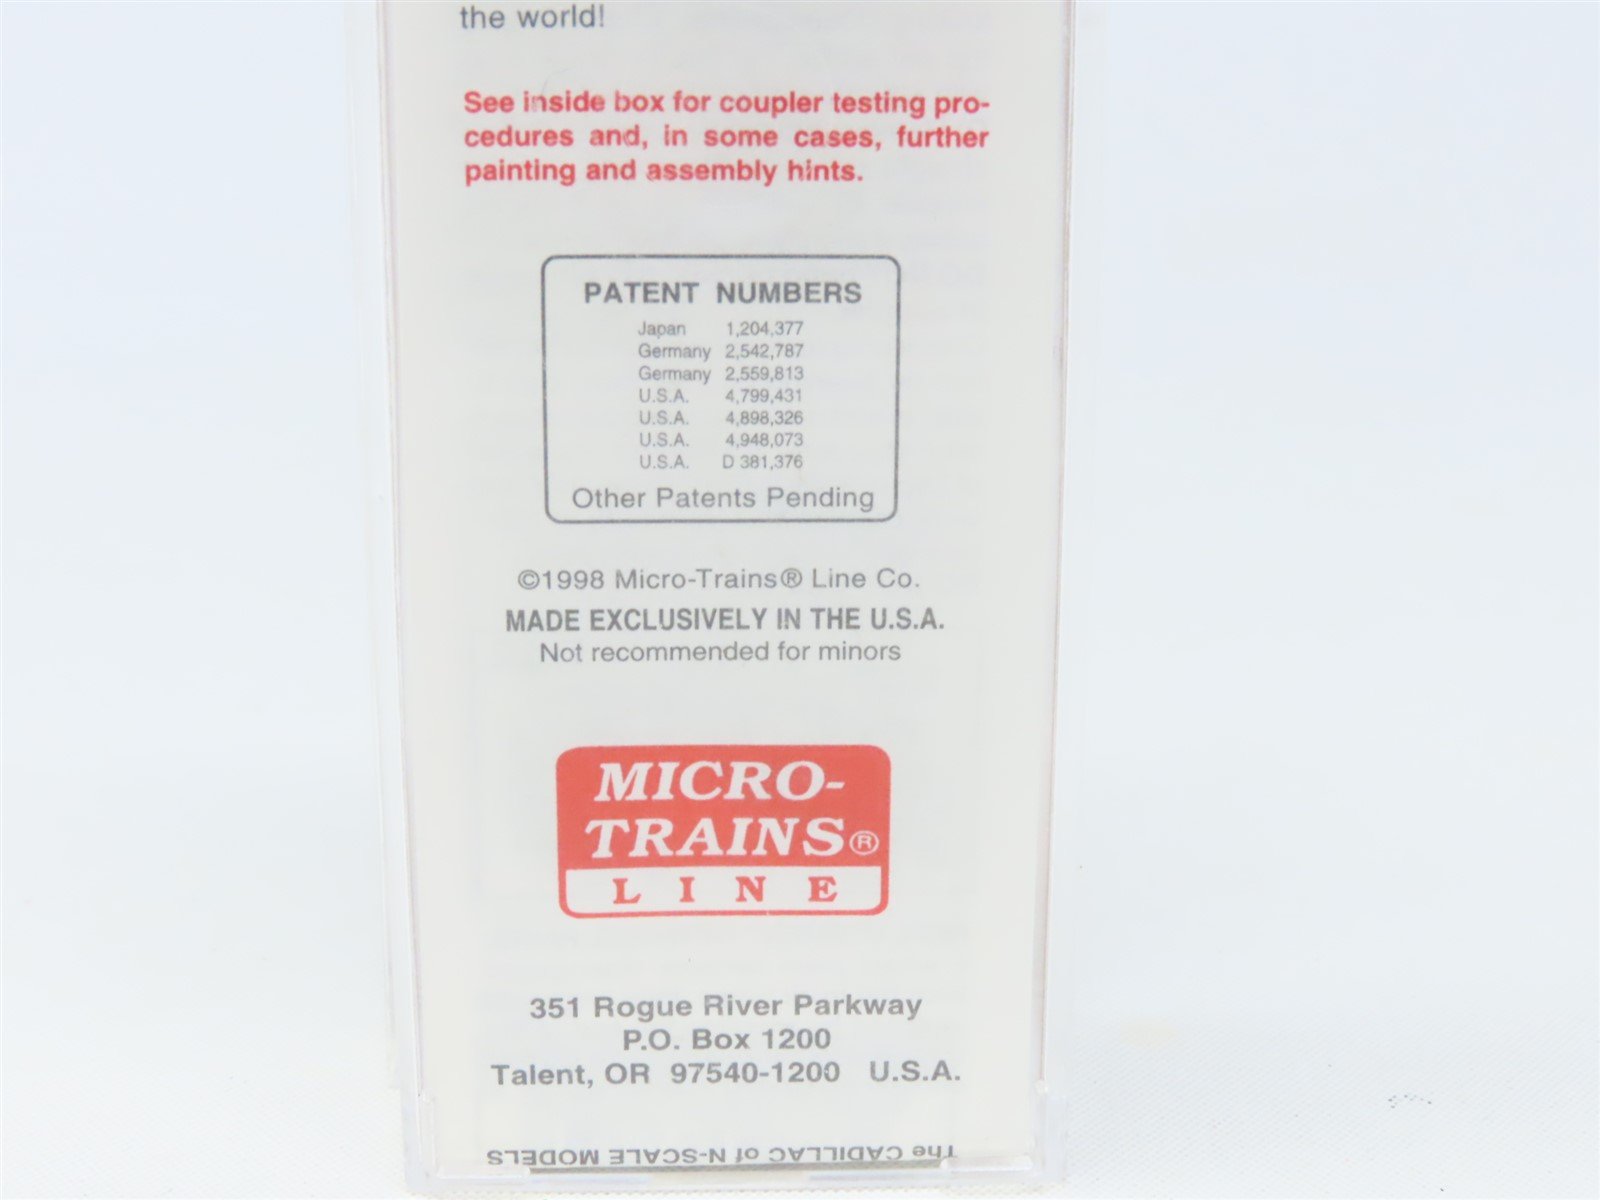 the world!
See inside box for coupler testing pro-
cedures and, in some cases, further
painting and assembly hints.
PATENT NUMBERS
Japan 1,204,377
Germany 2,542,787
Germany 2,559,813
U.S.A. 4,799,431
U.S.A. 4,898,326
U.S.A. 4,948,073
U.S.A. D 381,376
Other Patents Pending
©1998 Micro-Trains® Line Co.
MADE EXCLUSIVELY IN THE U.S.A.
Not recommended for minors
MICRO-
TRAINS®
LINE
351 Rogue River Parkway
P.O. Box 1200
Talent, OR 97540-1200 U.S.A.
The CADILLAC of N-SCALE MODELS